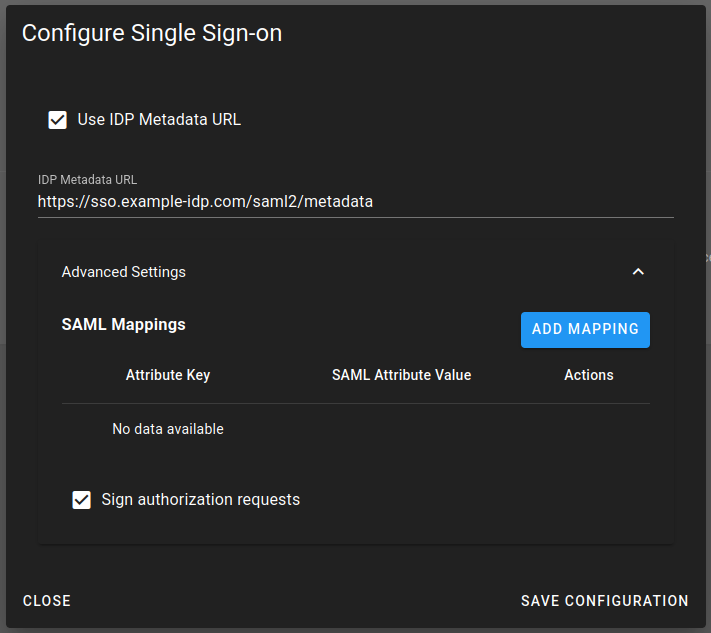 Configure Single Sign-on
Use IDP Metadata URL
IDP Metadata URL
https://sso.example-idp.com/saml2/metadata
Advanced Settings
SAML Mappings
ADD MAPPING
Attribute Key SAML Attribute Value Actions
No data available
Sign authorization requests
CLOSE SAVE CONFIGURATION